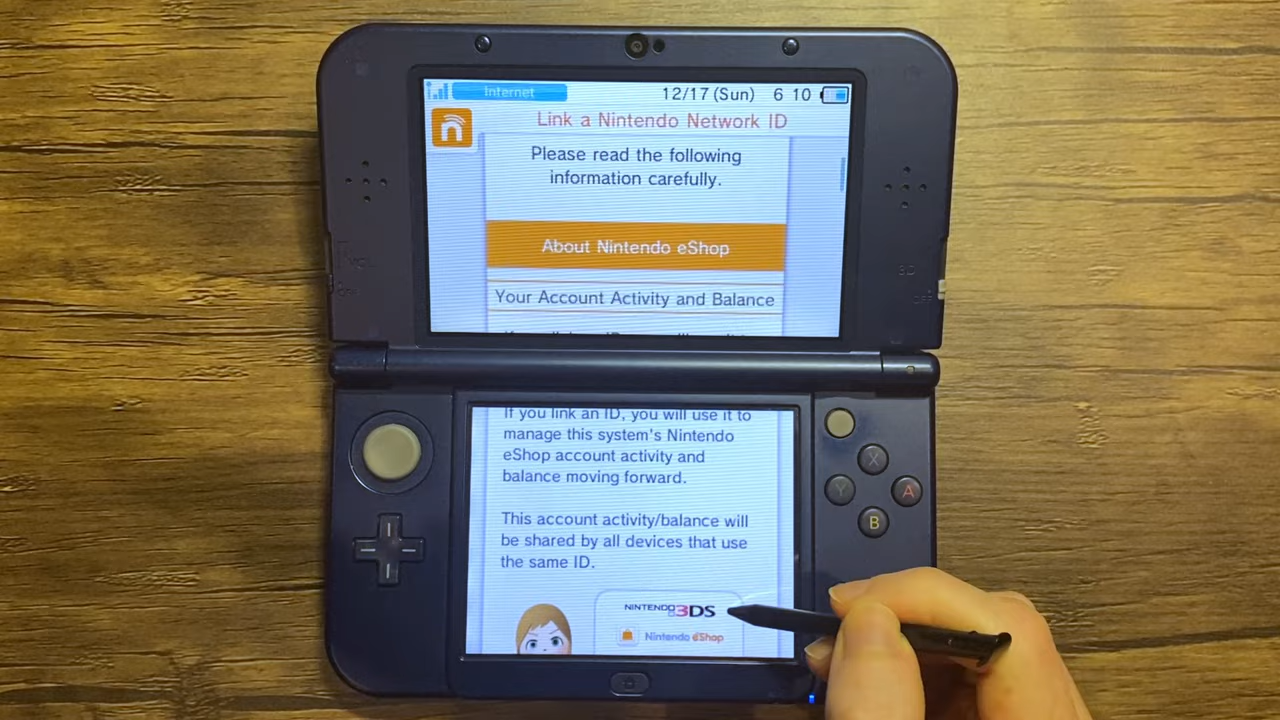 Internet
12/17 (Sun) 6 10
Link a Nintendo Network ID
Please read the following
information carefully.
About Nintendo eShop
Your Account Activity and Balance
If you link an ID, you will use it to
manage this system's Nintendo
eShop account activity and
balance moving forward.
This account activity/balance will
be shared by all devices that use
the same ID.
NINTENDO 3DS
Nintendo eShop
X
Y
A
B